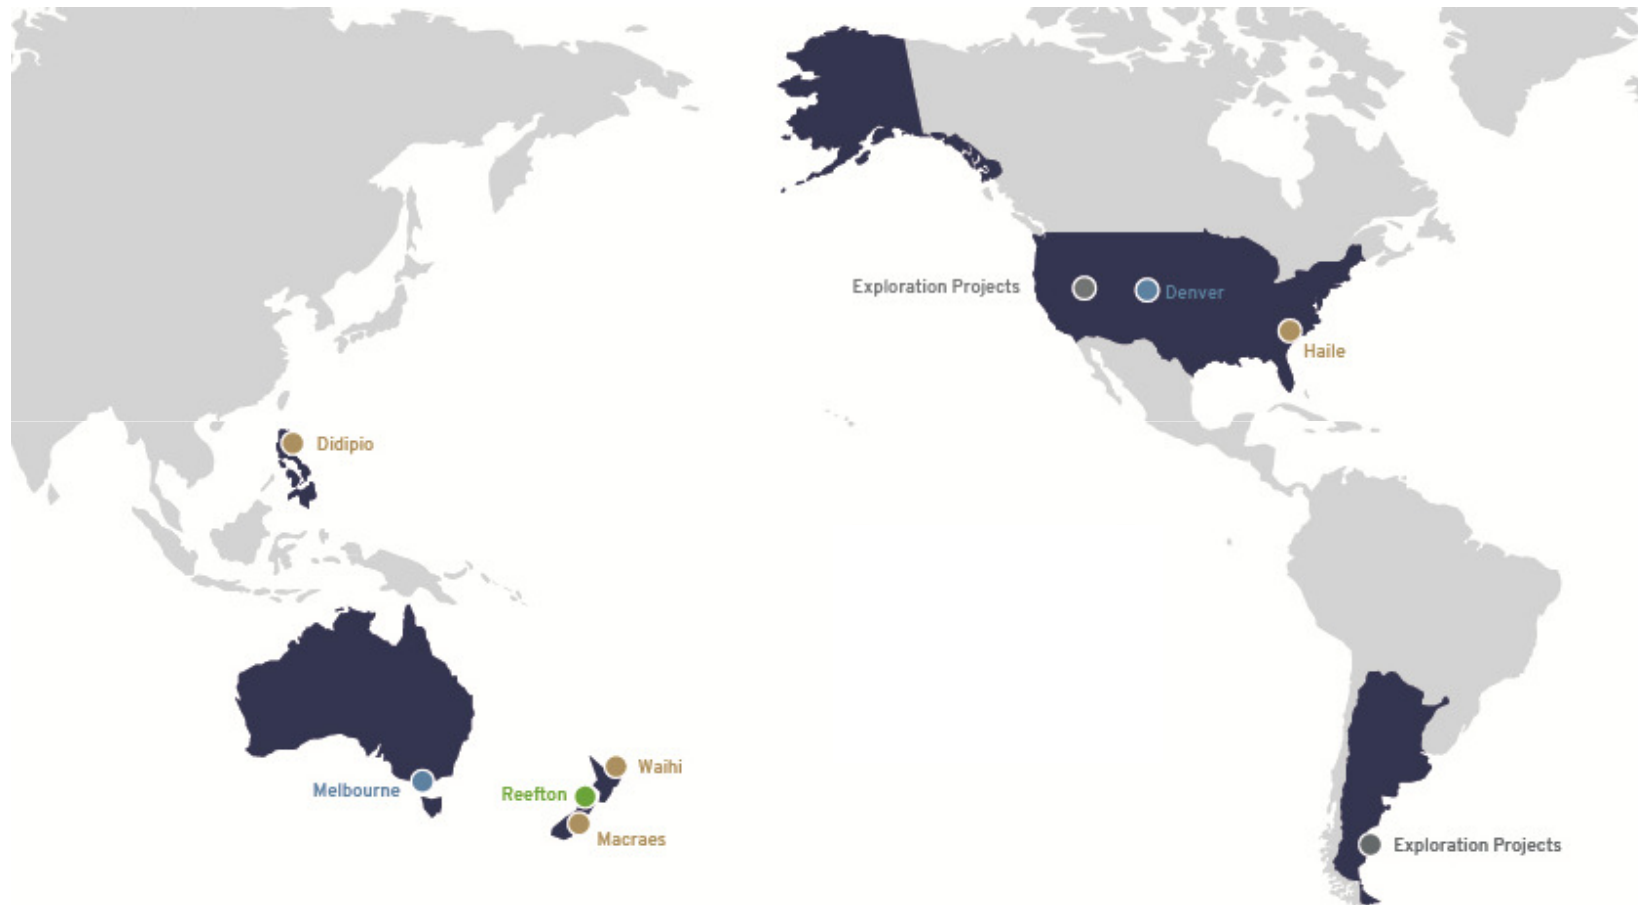 Exploration Projects
Denver
Haile
Didipio
Waihi
Melbourne
Reefton
Macraes
Exploration Projects